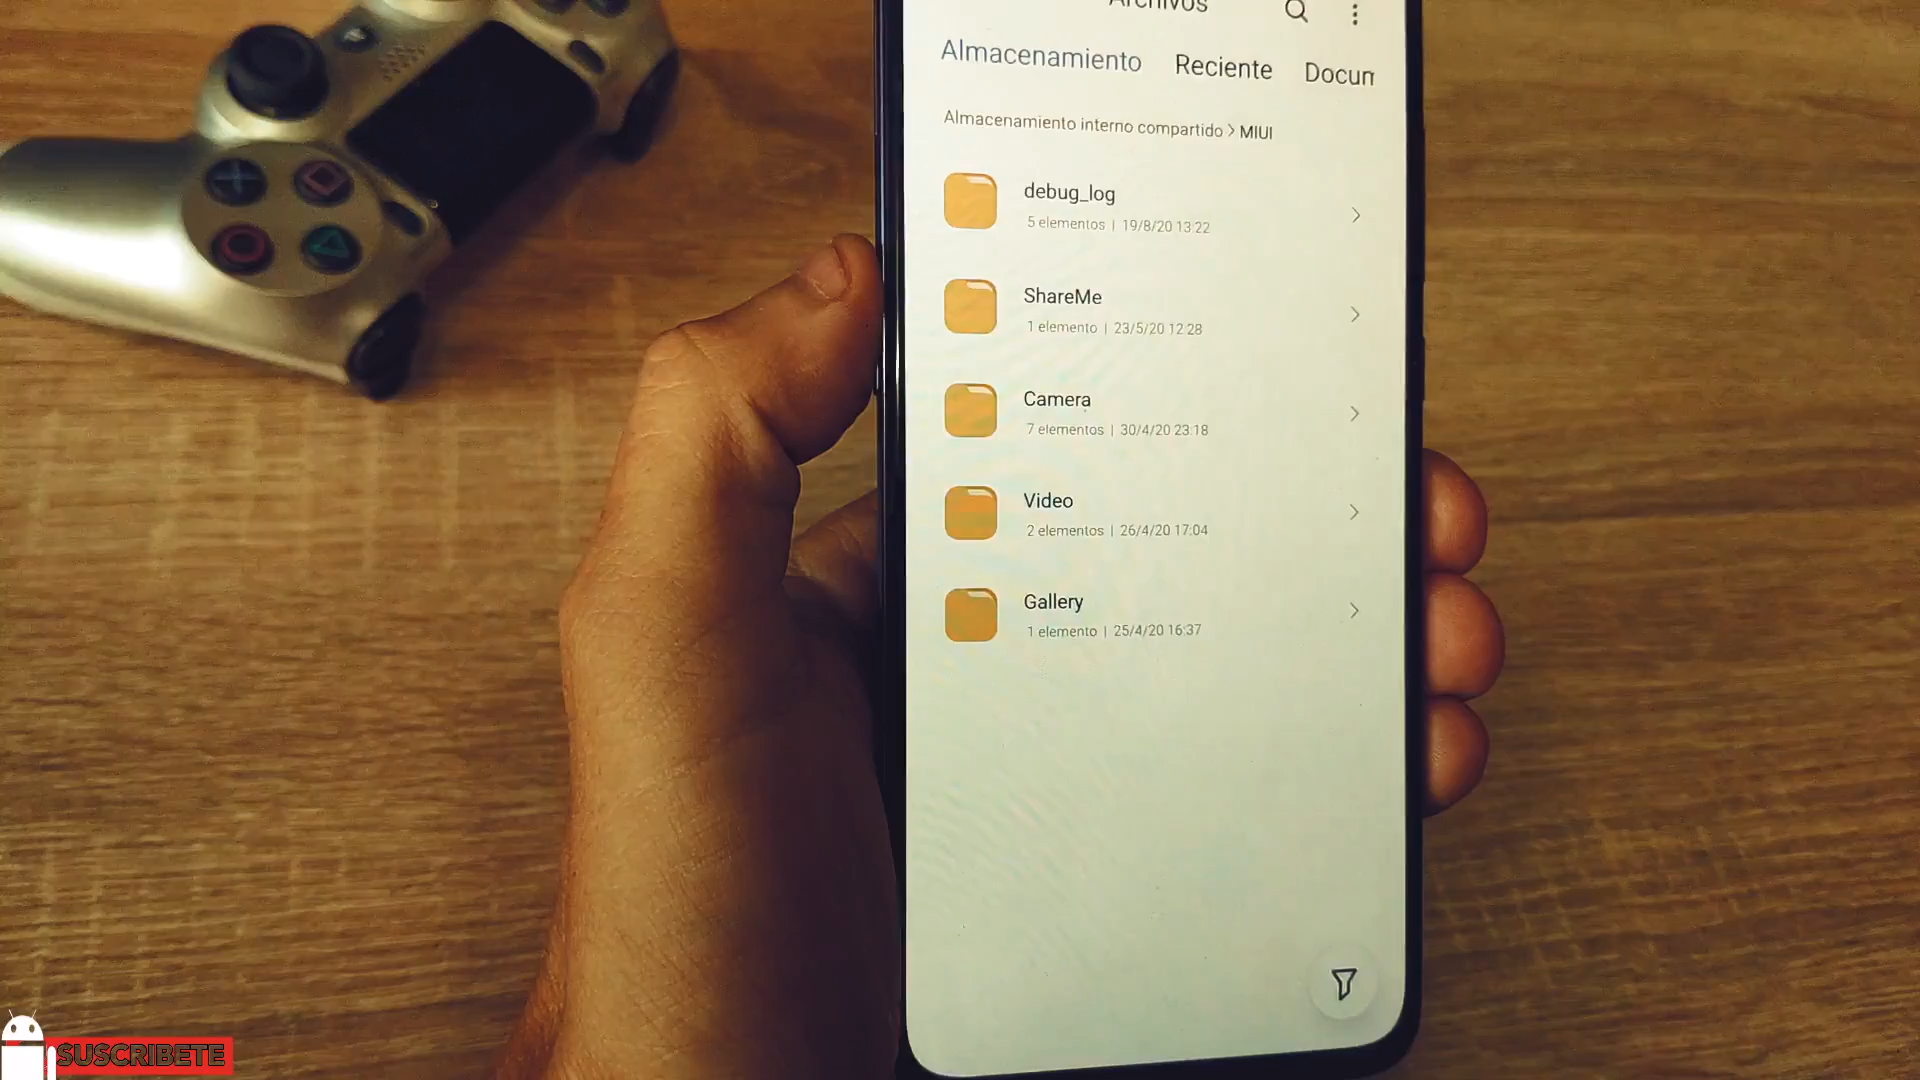 Archivos
Almacenamiento Reciente Docum
Almacenamiento interno compartido > MIUI
debug_log
5 elementos | 19/8/20 13:22
ShareMe
1 elemento | 23/5/20 12:28
Camera
7 elementos | 30/4/20 23:18
Video
2 elementos | 26/4/20 17:04
Gallery
1 elemento | 25/4/20 16:37
SUSCRIBETE